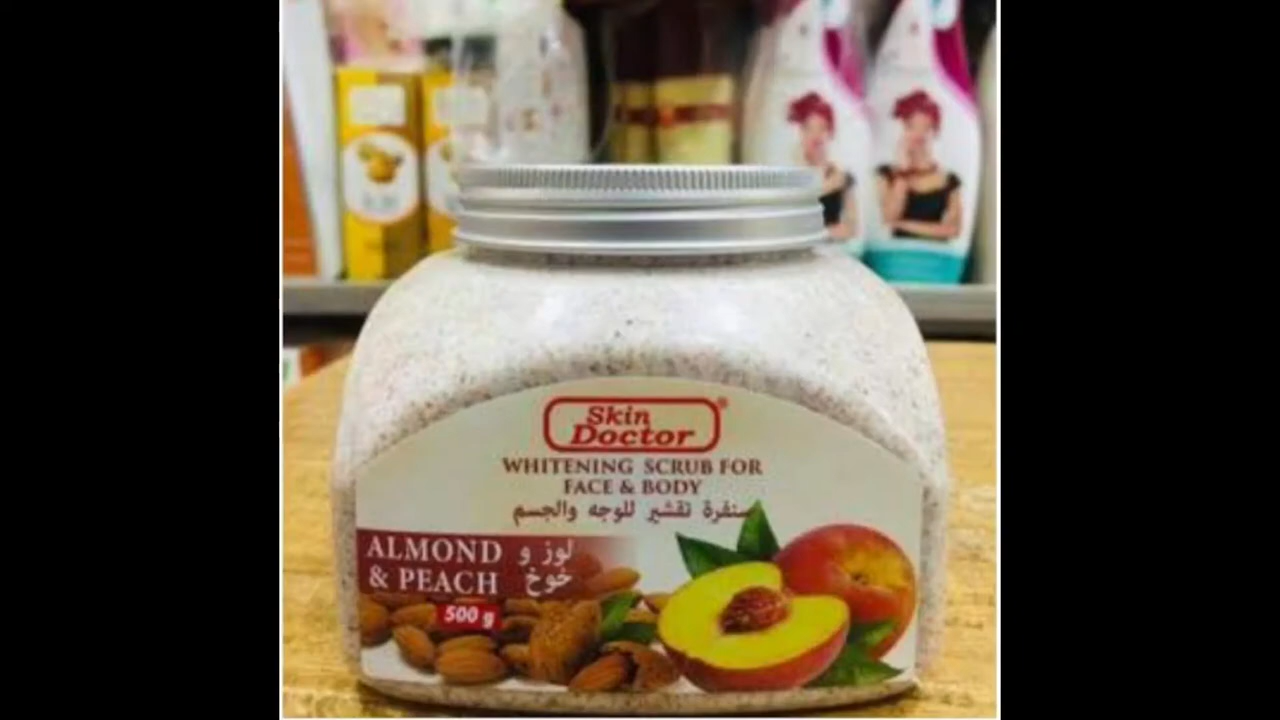 Skin
Doctor®
WHITENING SCRUB FOR
FACE & BODY
سنفرة تقشير للوجه والجسم
ALMOND لوز و
& PEACH خوخ
500 g